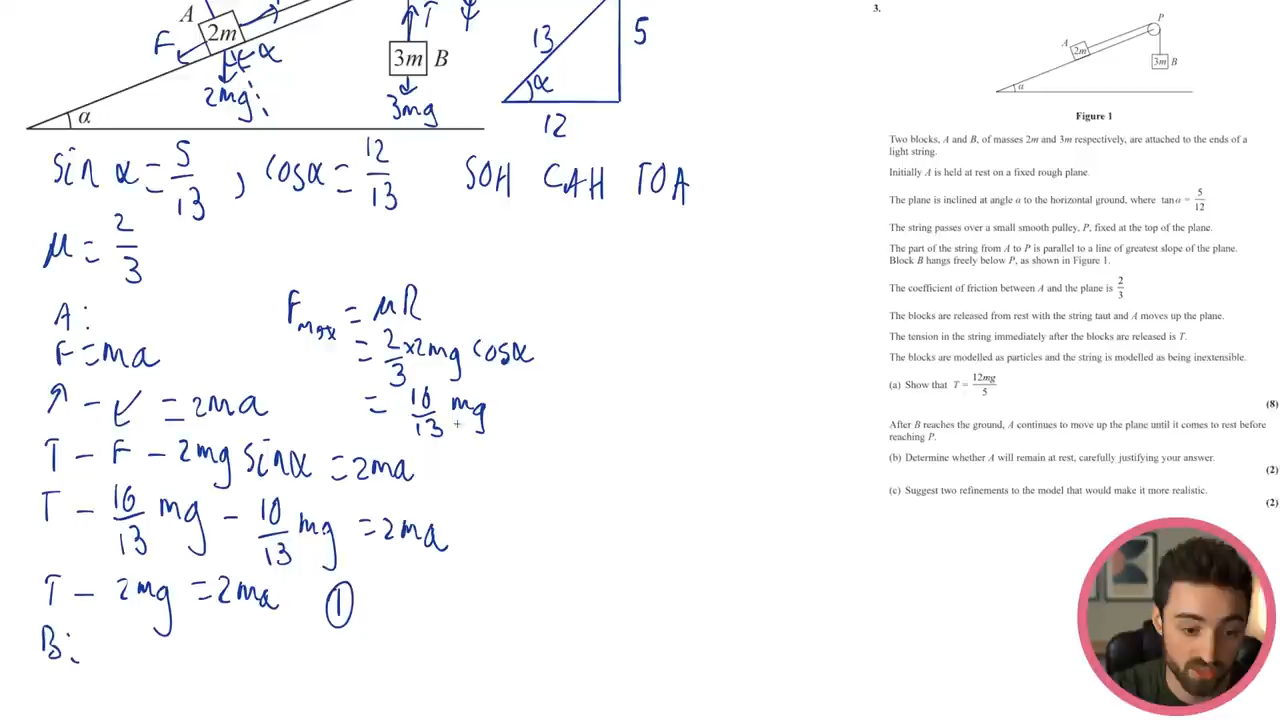 A
2m
F
α
2mg
α
T
3m B
3mg
13
5
α
12
sin α = 5/13 , cos α = 12/13 SOH CAH TOA
μ = 2/3
A:
F = ma
↗ - ↙ = 2ma
T - F - 2mg sin α = 2ma
T - 16/13 mg - 10/13 mg = 2ma
T - 2mg = 2ma ①
B:
Fmax = μR
= 2/3 × 2mg cos α
= 16/13 mg
3.
P
A
2m
3m B
α
Figure 1
Two blocks, A and B, of masses 2m and 3m respectively, are attached to the ends of a
light string.
Initially A is held at rest on a fixed rough plane.
The plane is inclined at angle α to the horizontal ground, where tan α = 5/12
The string passes over a small smooth pulley, P, fixed at the top of the plane.
The part of the string from A to P is parallel to a line of greatest slope of the plane.
Block B hangs freely below P, as shown in Figure 1.
The coefficient of friction between A and the plane is 2/3
The blocks are released from rest with the string taut and A moves up the plane.
The tension in the string immediately after the blocks are released is T.
The blocks are modelled as particles and the string is modelled as being inextensible.
(a) Show that T = 12mg/5
(8)
After B reaches the ground, A continues to move up the plane until it comes to rest before
reaching P.
(b) Determine whether A will remain at rest, carefully justifying your answer.
(2)
(c) Suggest two refinements to the model that would make it more realistic.
(2)